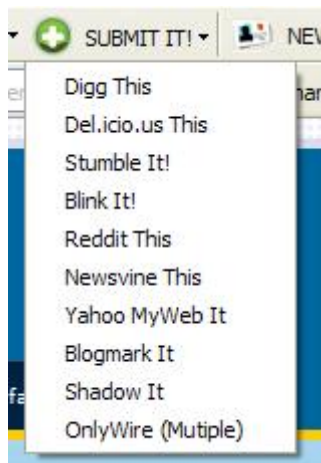 SUBMIT IT! NEW
Digg This
Del.icio.us This
Stumble It!
Blink It!
Reddit This
Newsvine This
Yahoo MyWeb It
Blogmark It
Shadow It
OnlyWire (Mutiple)